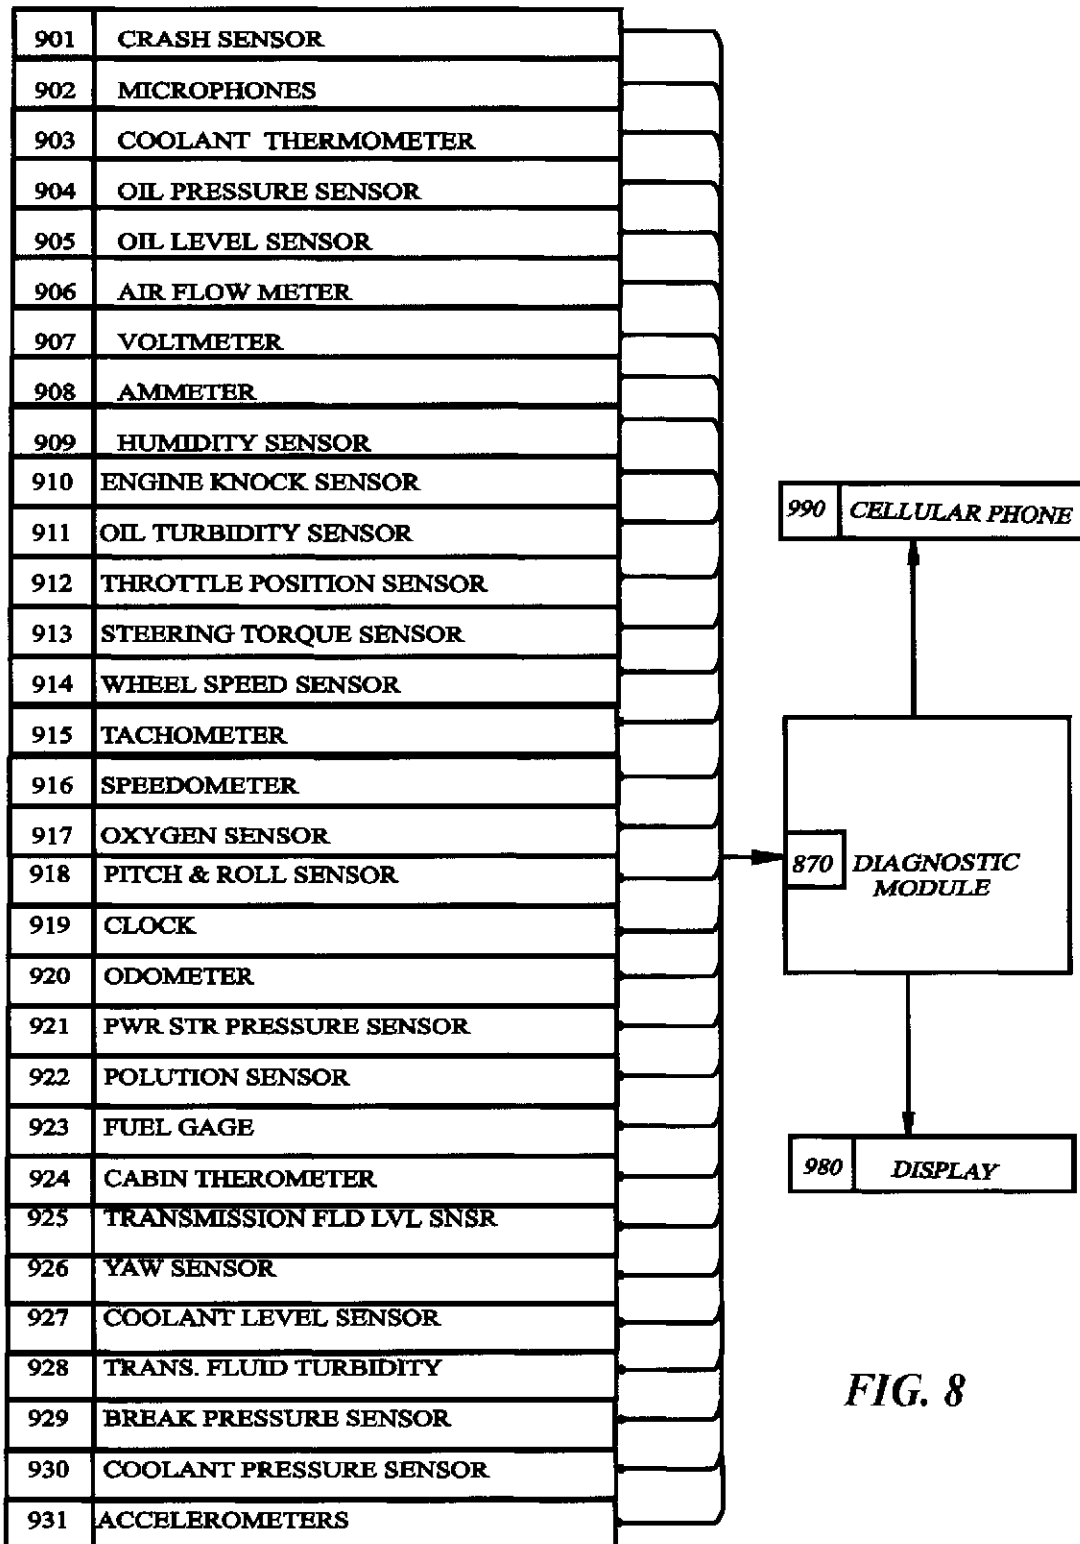 901 CRASH SENSOR
902 MICROPHONES
903 COOLANT THERMOMETER
904 OIL PRESSURE SENSOR
905 OIL LEVEL SENSOR
906 AIR FLOW METER
907 VOLTMETER
908 AMMETER
909 HUMIDITY SENSOR
910 ENGINE KNOCK SENSOR
911 OIL TURBIDITY SENSOR
912 THROTTLE POSITION SENSOR
913 STEERING TORQUE SENSOR
914 WHEEL SPEED SENSOR
915 TACHOMETER
916 SPEEDOMETER
917 OXYGEN SENSOR
918 PITCH & ROLL SENSOR
919 CLOCK
920 ODOMETER
921 PWR STR PRESSURE SENSOR
922 POLUTION SENSOR
923 FUEL GAGE
924 CABIN THEROMETER
925 TRANSMISSION FLD LVL SNSR
926 YAW SENSOR
927 COOLANT LEVEL SENSOR
928 TRANS. FLUID TURBIDITY
929 BREAK PRESSURE SENSOR
930 COOLANT PRESSURE SENSOR
931 ACCELEROMETERS
990 CELLULAR PHONE
870 DIAGNOSTIC
MODULE
980 DISPLAY
FIG. 8